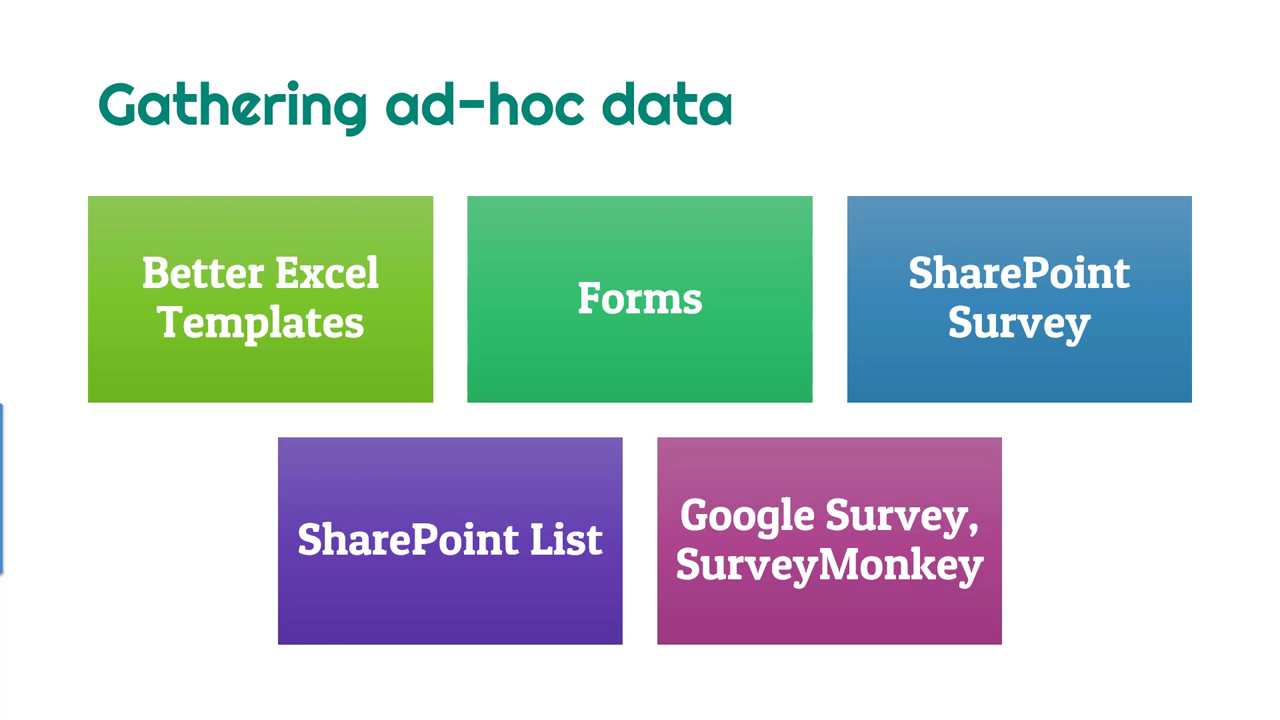 Gathering ad-hoc data
Better Excel
Templates
Forms
SharePoint
Survey
SharePoint List
Google Survey,
SurveyMonkey